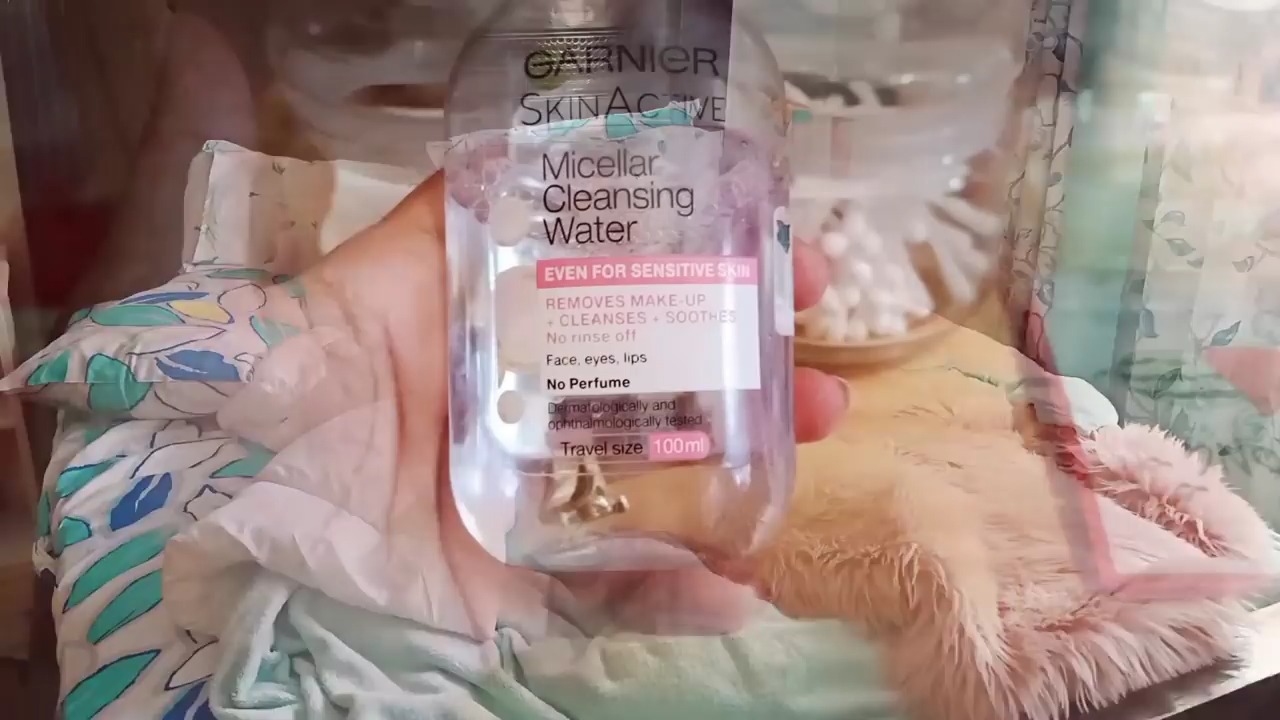 GARNIER
SKINACTIVE
Micellar
Cleansing
Water
EVEN FOR SENSITIVE SKIN
REMOVES MAKE-UP
+ CLEANSES + SOOTHES
No rinse off
Face, eyes, lips
No Perfume
Dermatologically and
ophthalmologically tested
Travel size 100ml